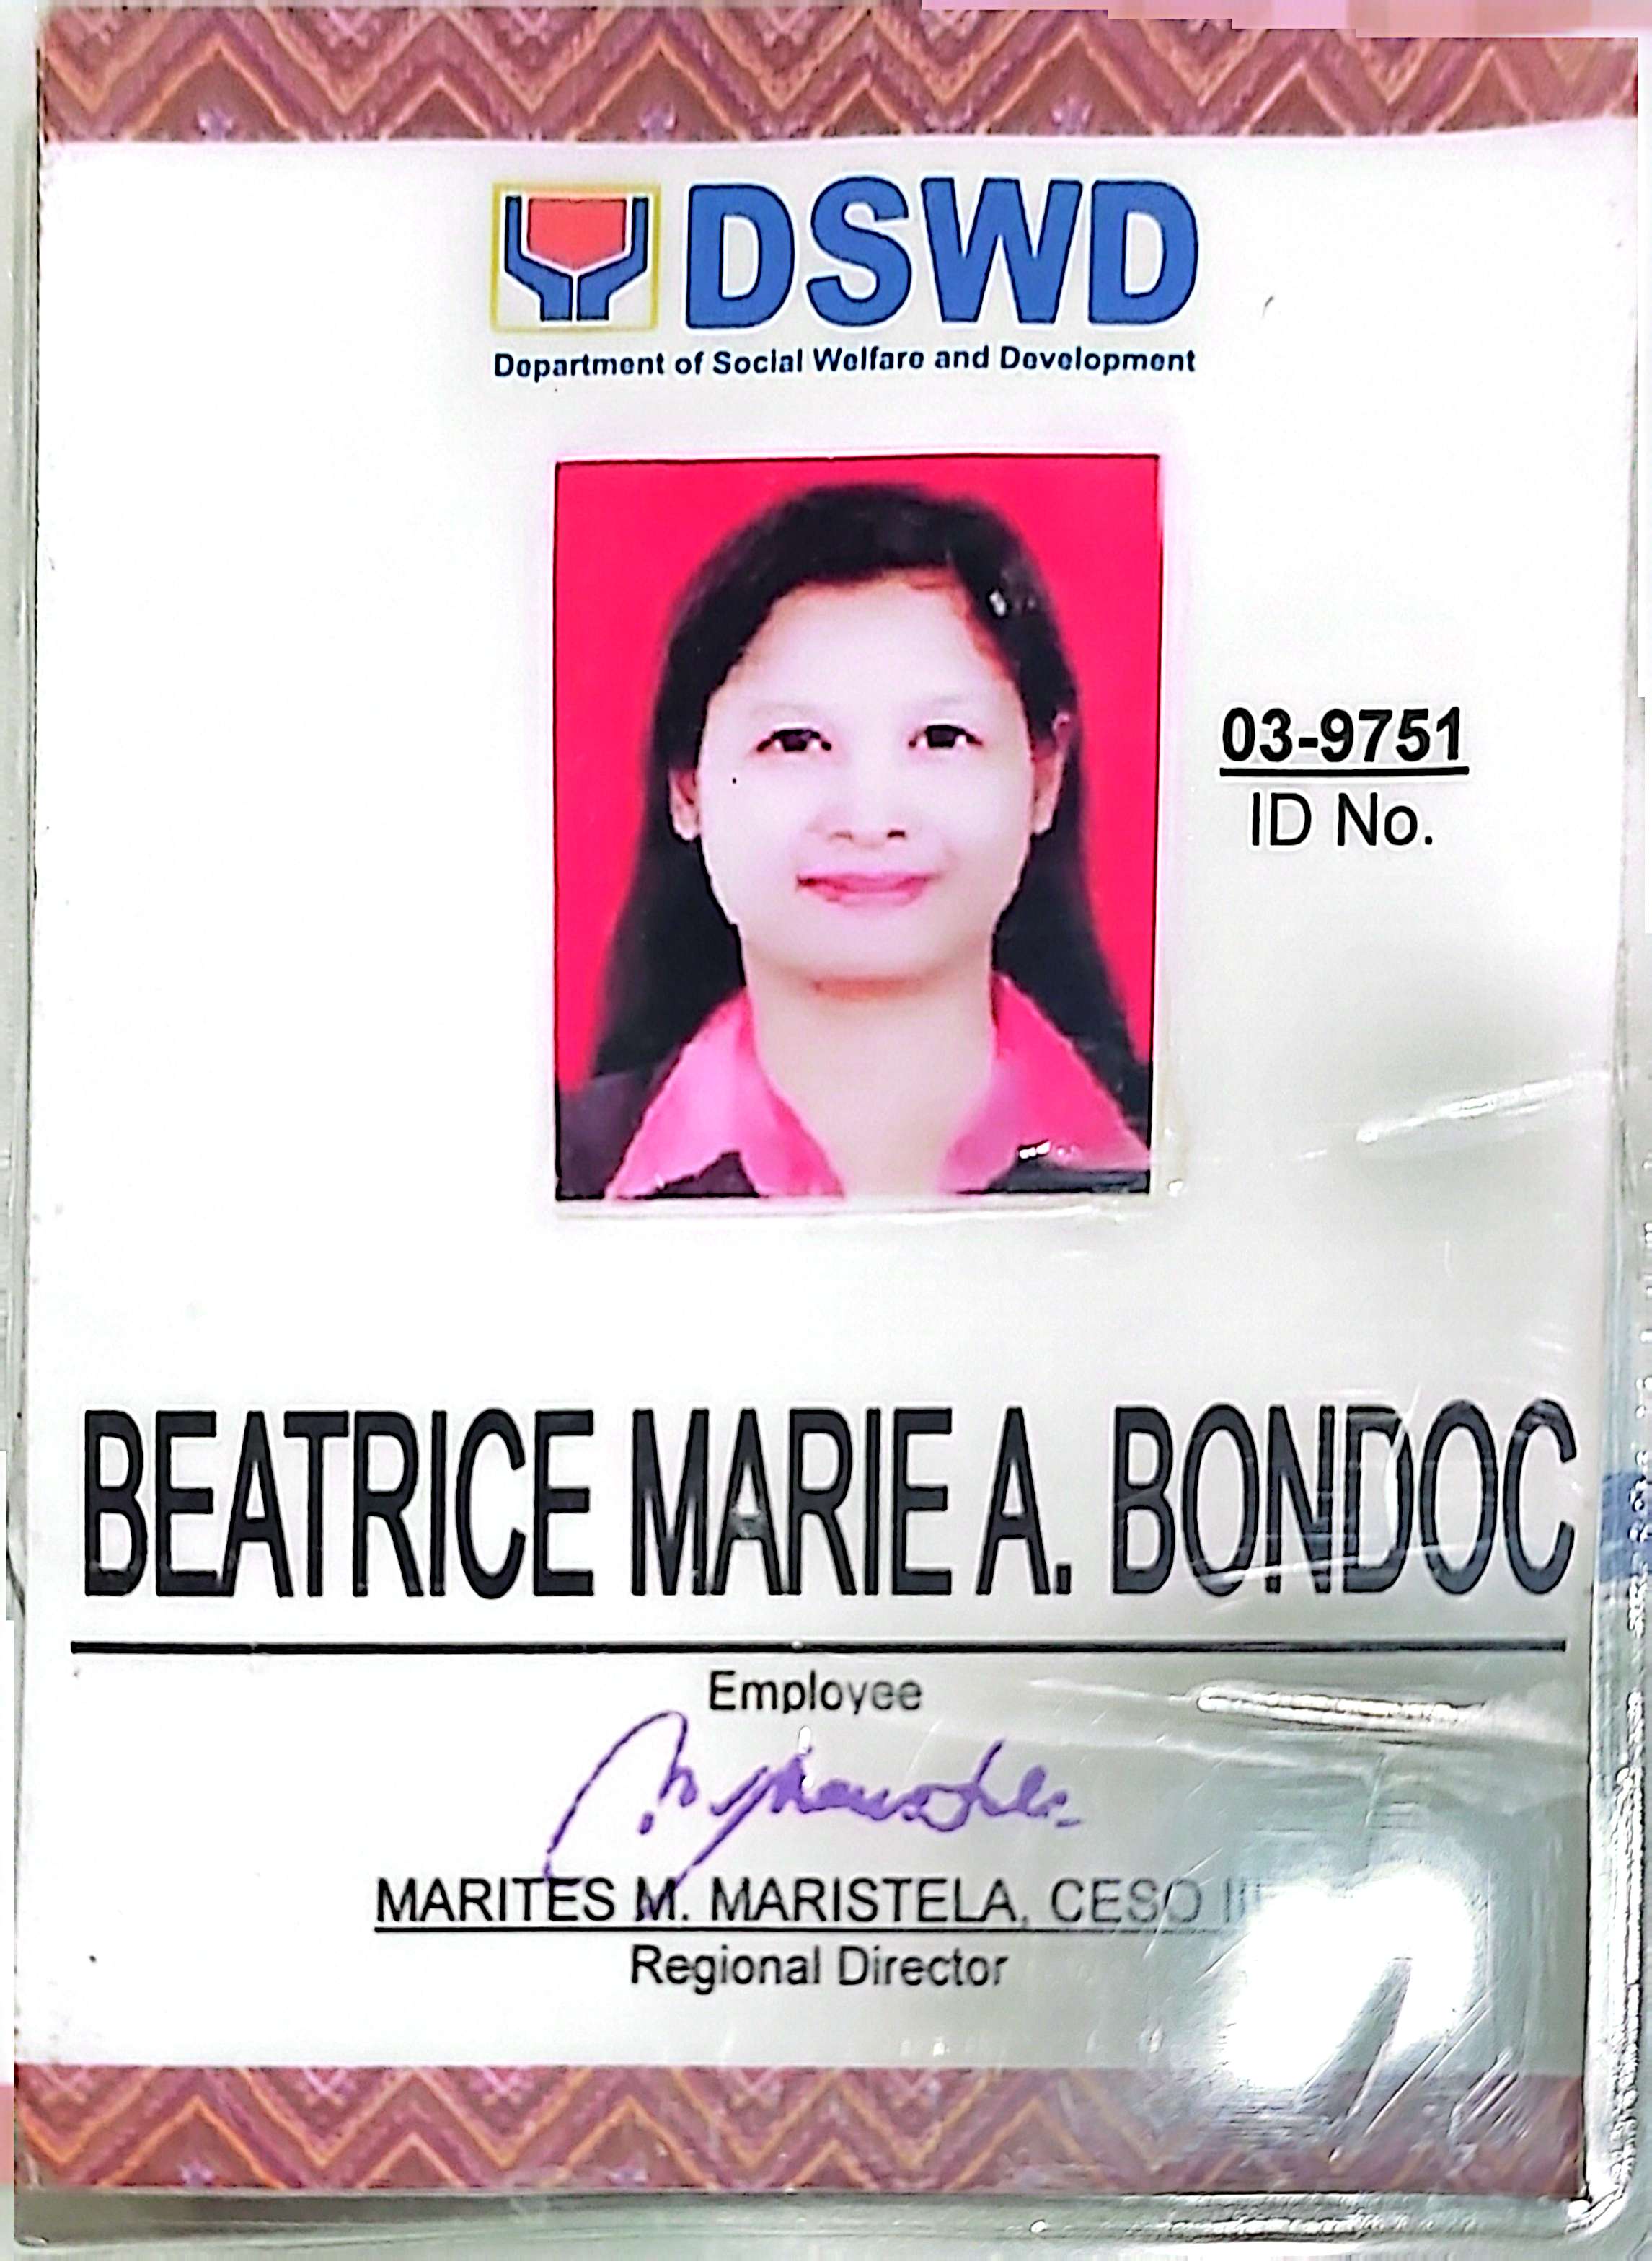 DSWD
Department of Social Welfare and Development
03-9751
ID No.
BEATRICE MARIE A. BONDOC
Employee
MARITES M. MARISTELA, CESO III
Regional Director